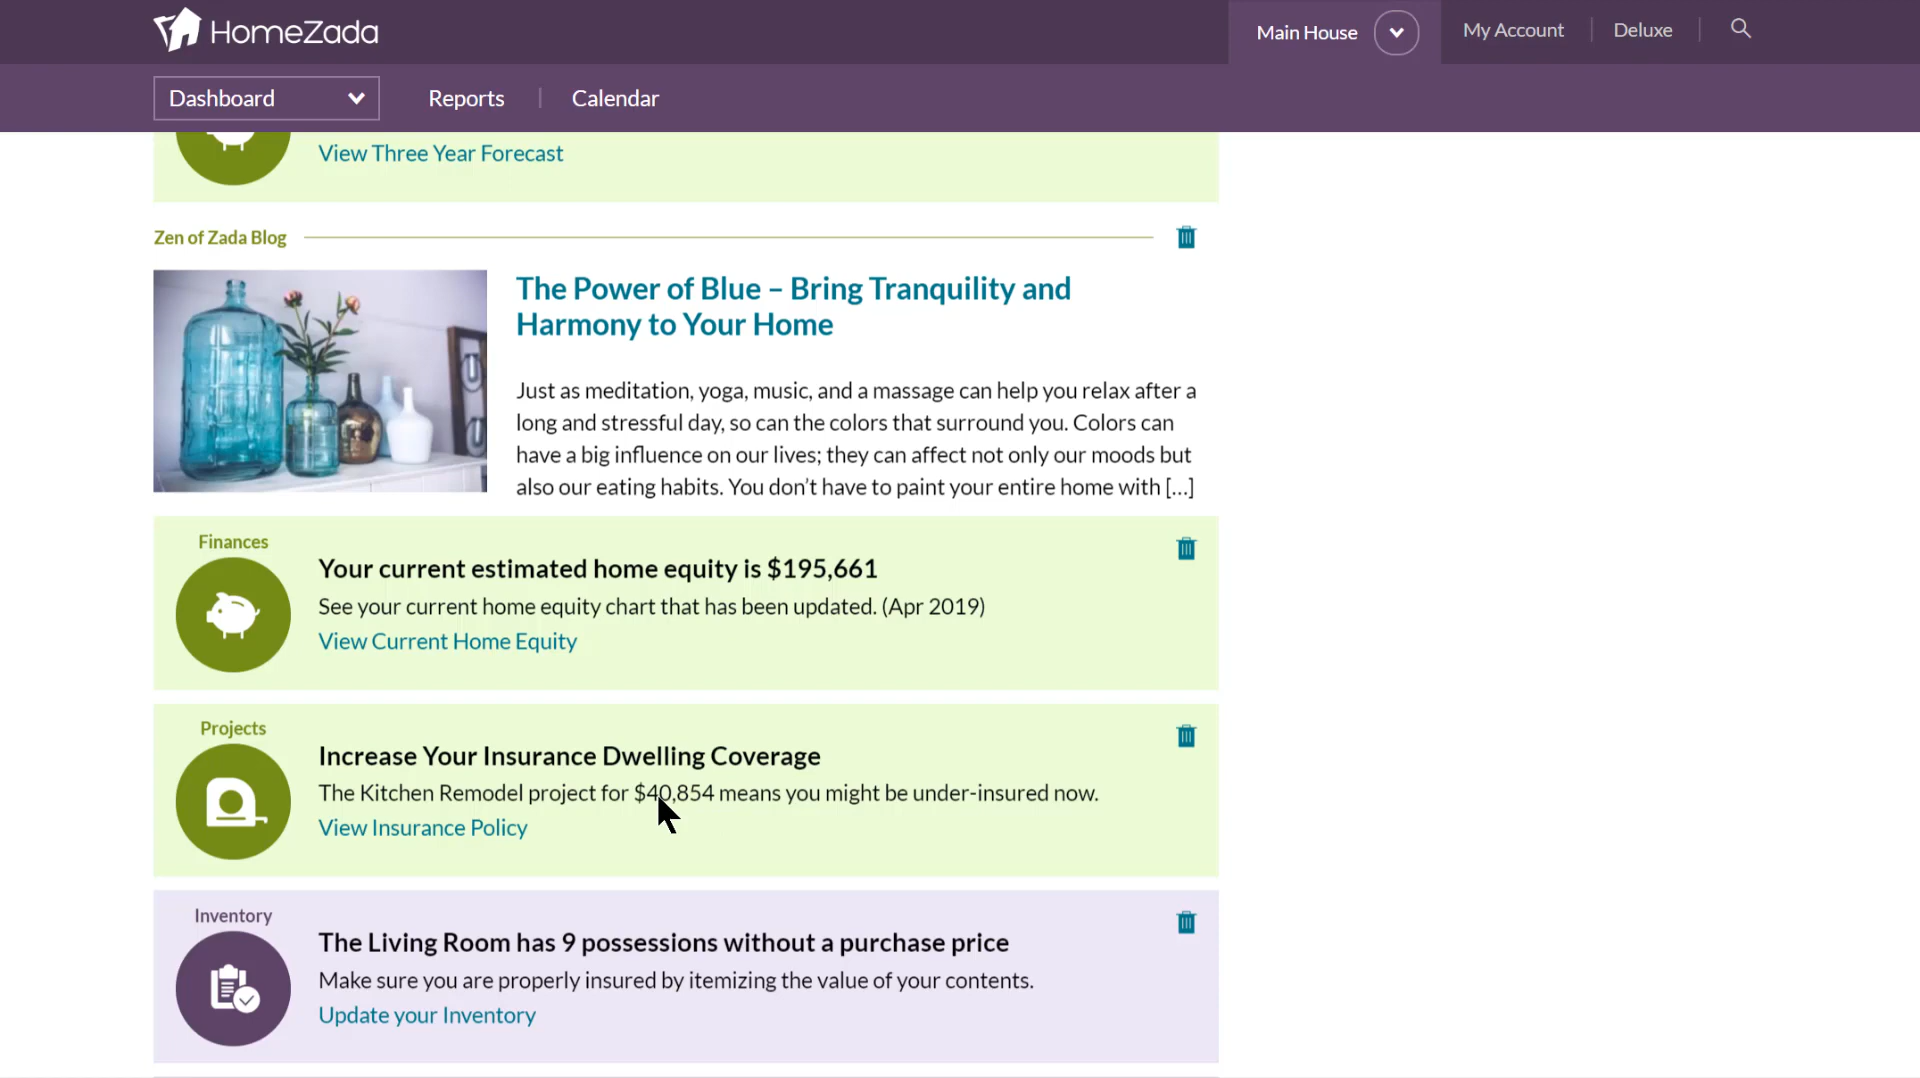 HomeZada
Main House
My Account
Deluxe
Dashboard
Reports
Calendar
View Three Year Forecast
Zen of Zada Blog
The Power of Blue – Bring Tranquility and
Harmony to Your Home
Just as meditation, yoga, music, and a massage can help you relax after a
long and stressful day, so can the colors that surround you. Colors can
have a big influence on our lives; they can affect not only our moods but
also our eating habits. You don’t have to paint your entire home with [...]
Finances
Your current estimated home equity is $195,661
See your current home equity chart that has been updated. (Apr 2019)
View Current Home Equity
Projects
Increase Your Insurance Dwelling Coverage
The Kitchen Remodel project for $40,854 means you might be under-insured now.
View Insurance Policy
Inventory
The Living Room has 9 possessions without a purchase price
Make sure you are properly insured by itemizing the value of your contents.
Update your Inventory